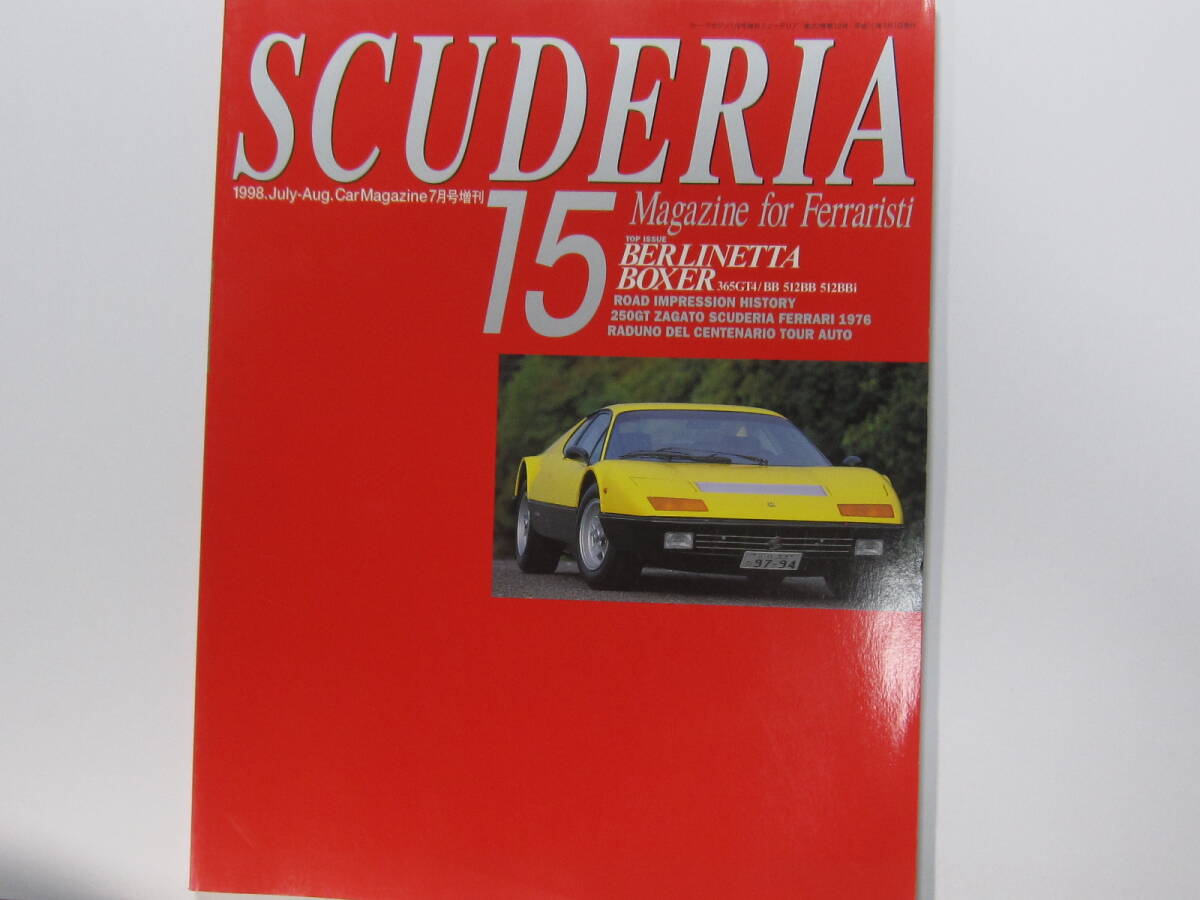 SCUDERIA
1998.July-Aug.CarMagazine7月号増刊
15
Magazine for Ferraristi
TOP ISSUE
BERLINETTA
BOXER 365GT4/BB 512BB 512BBi
ROAD IMPRESSION HISTORY
250GT ZAGATO SCUDERIA FERRARI 1976
RADUNO DEL CENTENARIO TOUR AUTO
97-94